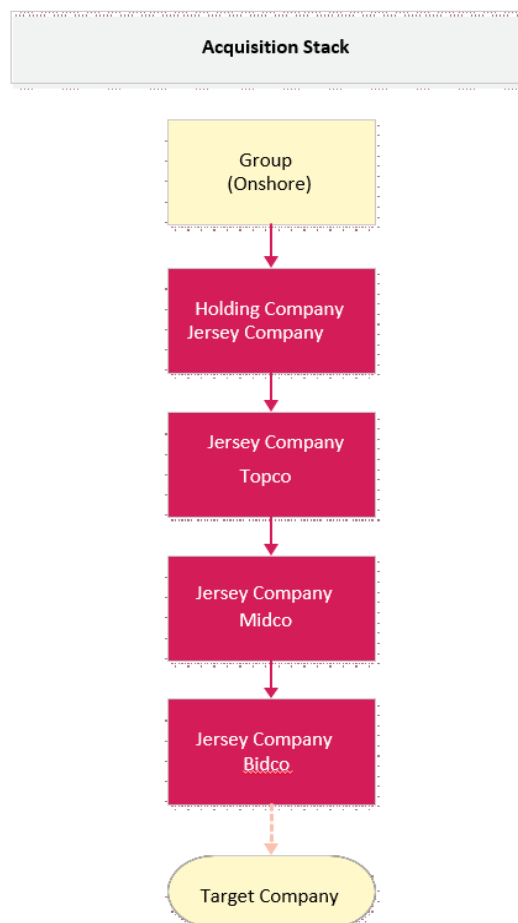 Acquisition Stack
Group
(Onshore)
Holding Company
Jersey Company
Jersey Company
Topco
Jersey Company
Midco
Jersey Company
Bidco
Target Company